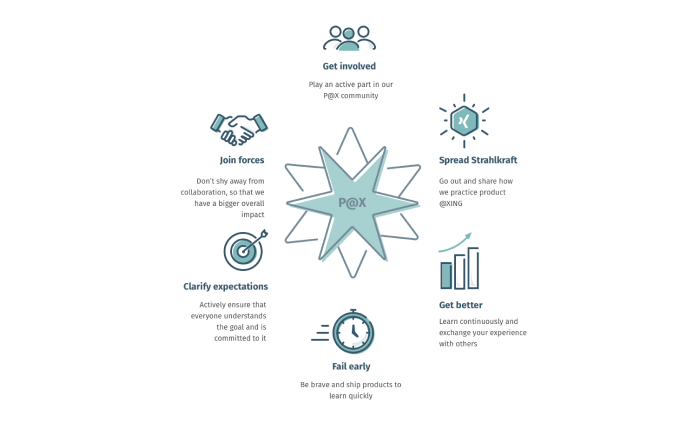 Get involved
Play an active part in our
P@X community
Spread Strahlkraft
Go out and share how
we practice product
@XING
Join forces
Don't shy away from
collaboration, so that we
have a bigger overall
impact
P@X
Clarify expectations
Actively ensure that
everyone understands
the goal and is
committed to it
Get better
Learn continuously and
exchange your experience
with others
Fail early
Be brave and ship products to
learn quickly